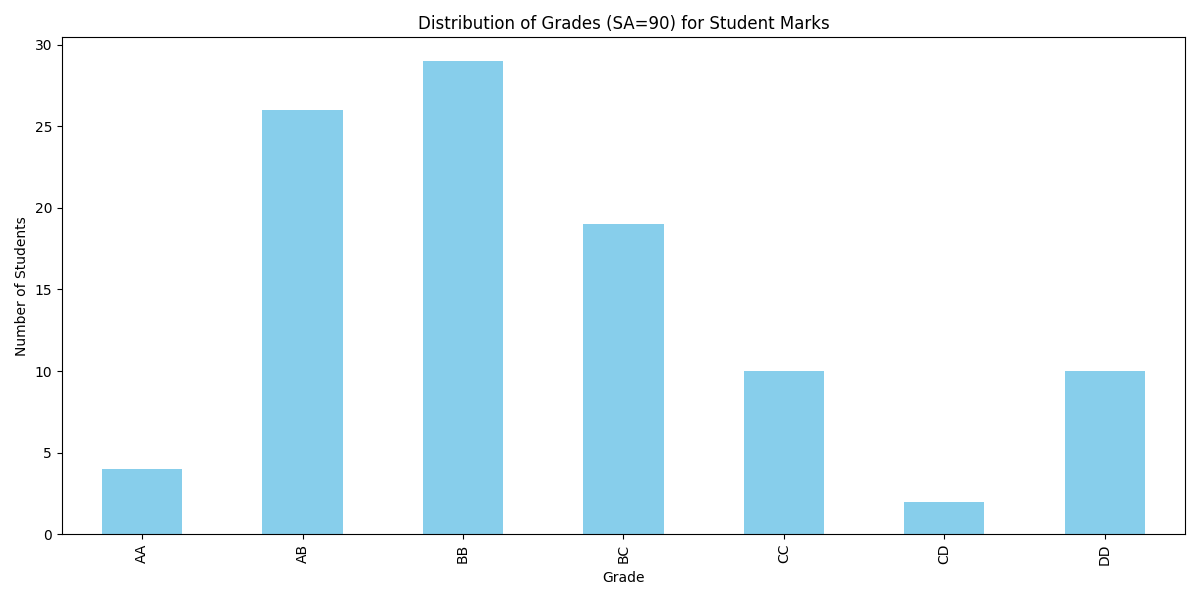 Distribution of Grades (SA=90) for Student Marks
Number of Students
30
25
20
15
10
5
0
AA
AB
BB
BC
CC
CD
DD
Grade